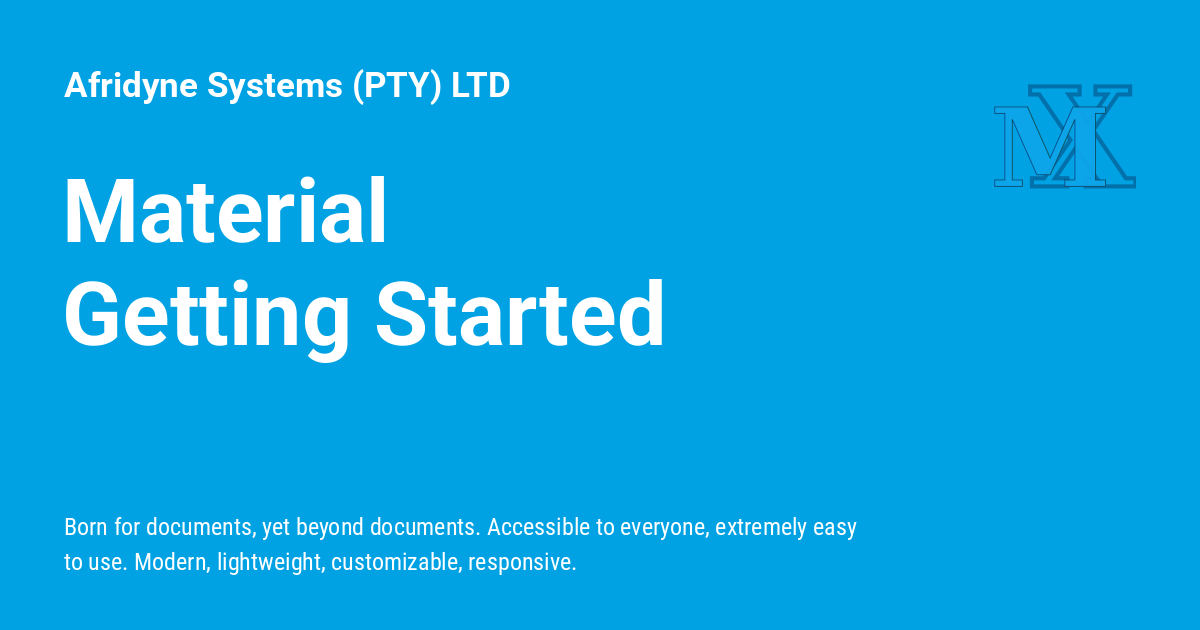 Afridyne Systems (PTY) LTD
MX
Material
Getting Started
Born for documents, yet beyond documents. Accessible to everyone, extremely easy
to use. Modern, lightweight, customizable, responsive.